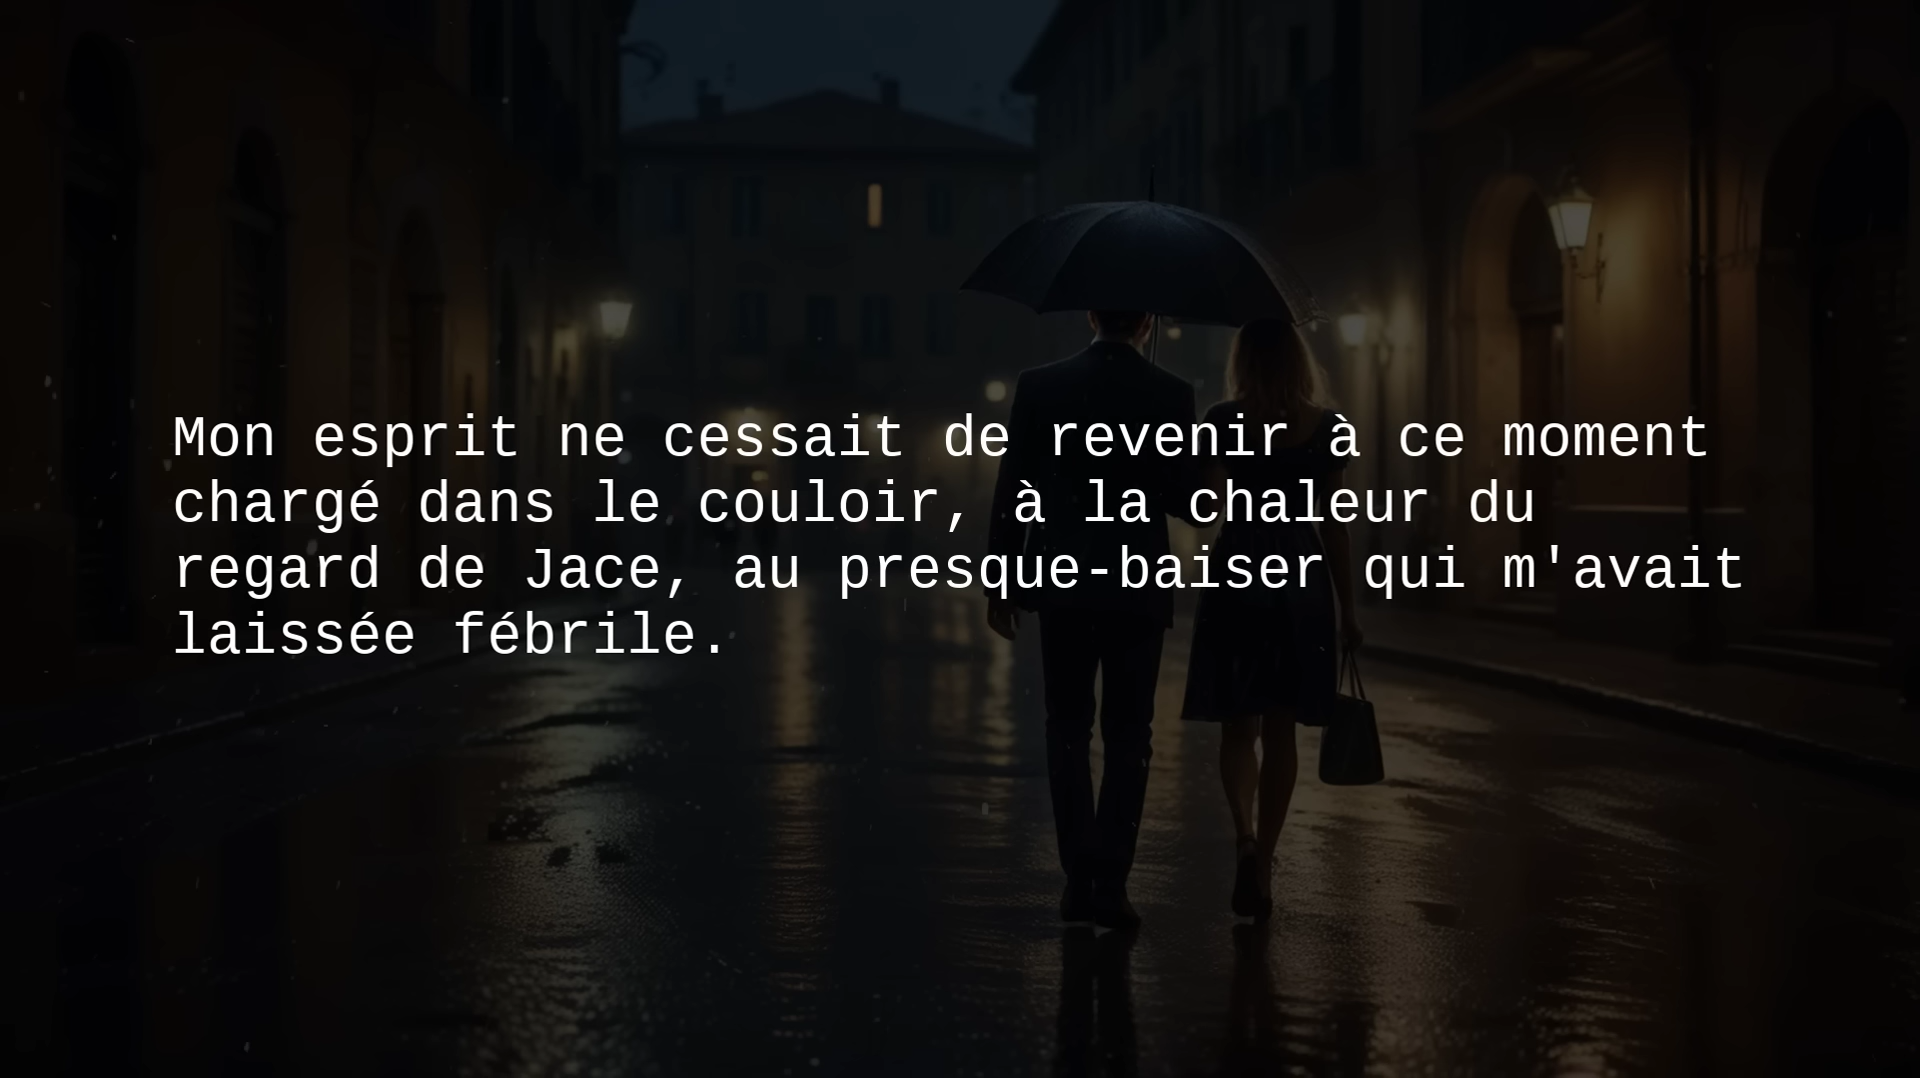 Mon esprit ne cessait de revenir à ce moment
chargé dans le couloir, à la chaleur du
regard de Jace, au presque-baiser qui m'avait
laissée fébrile.